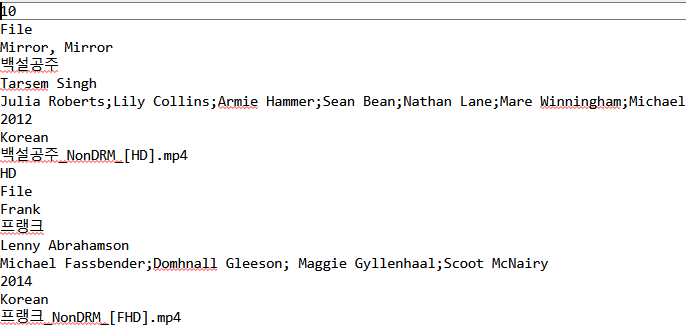 10
File
Mirror, Mirror
백설공주
Tarsem Singh
Julia Roberts;Lily Collins;Armie Hammer;Sean Bean;Nathan Lane;Mare Winningham;Michael
2012
Korean
백설공주_NonDRM_[HD].mp4
HD
File
Frank
프랭크
Lenny Abrahamson
Michael Fassbender;Domhnall Gleeson; Maggie Gyllenhaal;Scoot McNairy
2014
Korean
프랭크_NonDRM_[FHD].mp4